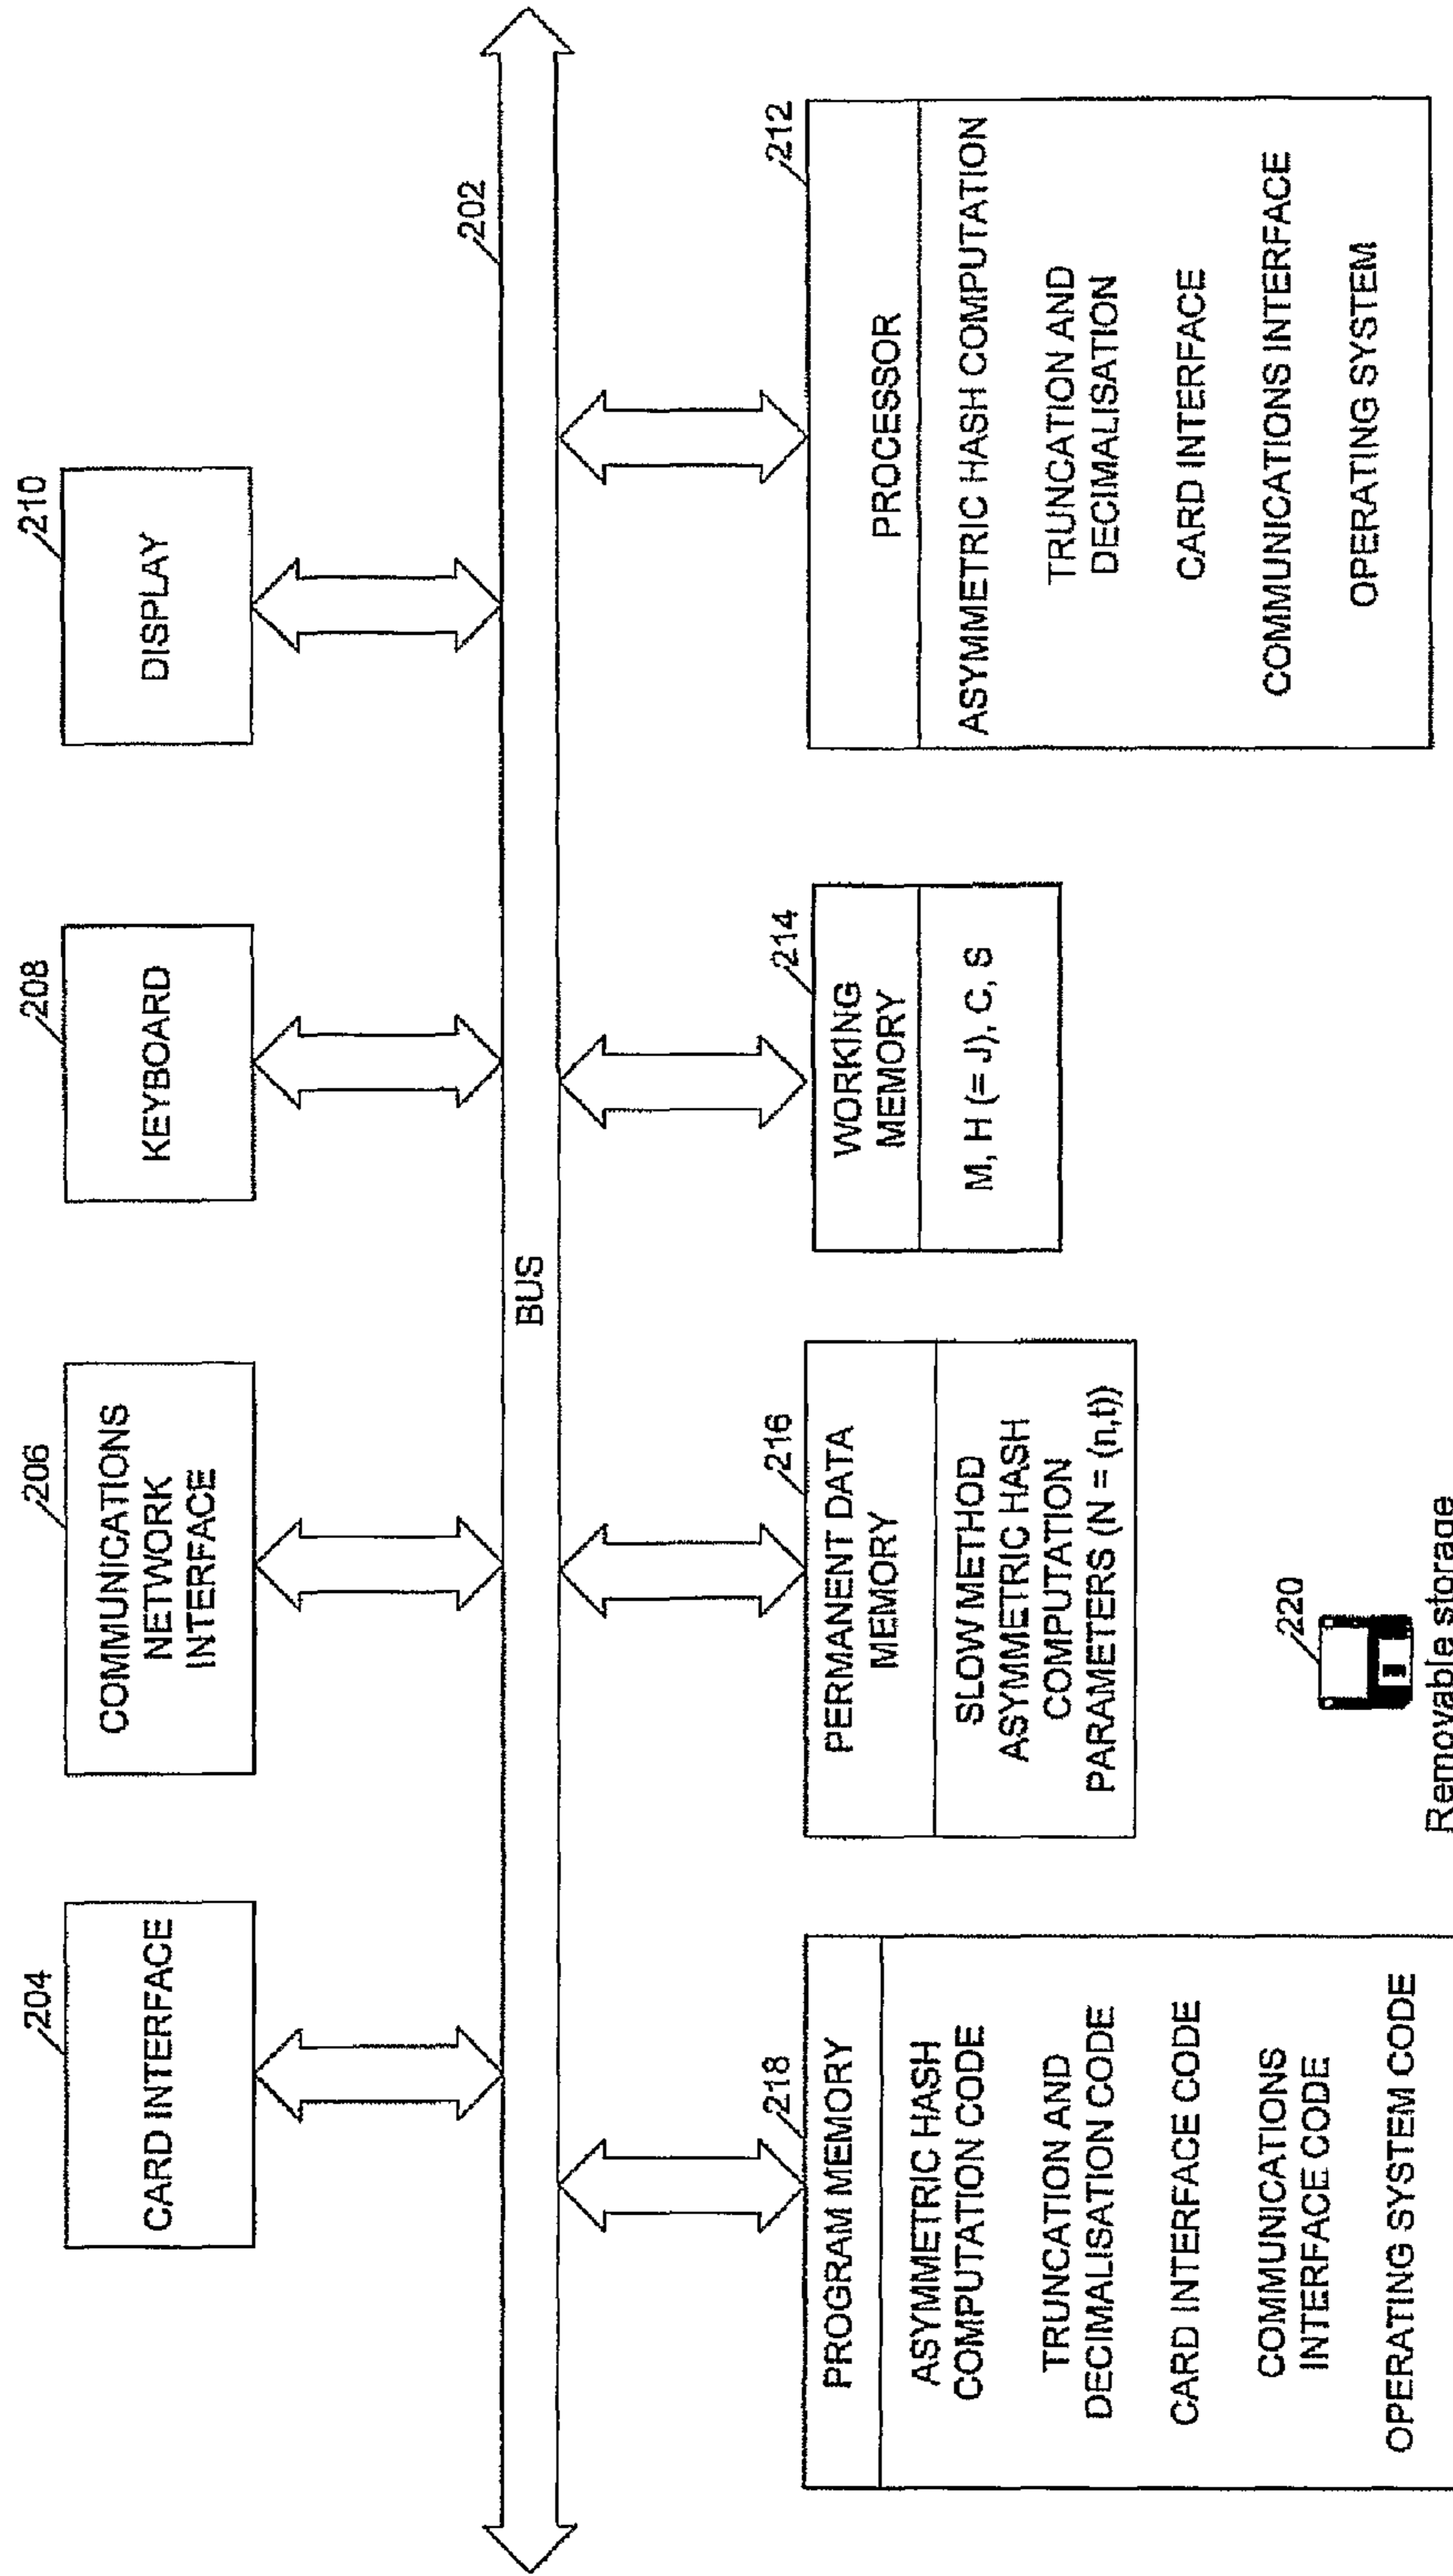 204
CARD INTERFACE
206
COMMUNICATIONS
NETWORK
INTERFACE
208
KEYBOARD
210
DISPLAY
BUS
202
218
PROGRAM MEMORY
ASYMMETRIC HASH
COMPUTATION CODE
TRUNCATION AND
DECIMALISATION CODE
CARD INTERFACE CODE
COMMUNICATIONS
INTERFACE CODE
OPERATING SYSTEM CODE
216
PERMANENT DATA
MEMORY
SLOW METHOD
ASYMMETRIC HASH
COMPUTATION
PARAMETERS (N = (n,t))
214
WORKING
MEMORY
M, H (= J), C, S
212
PROCESSOR
ASYMMETRIC HASH COMPUTATION
TRUNCATION AND
DECIMALISATION
CARD INTERFACE
COMMUNICATIONS INTERFACE
OPERATING SYSTEM
220
Removable storage